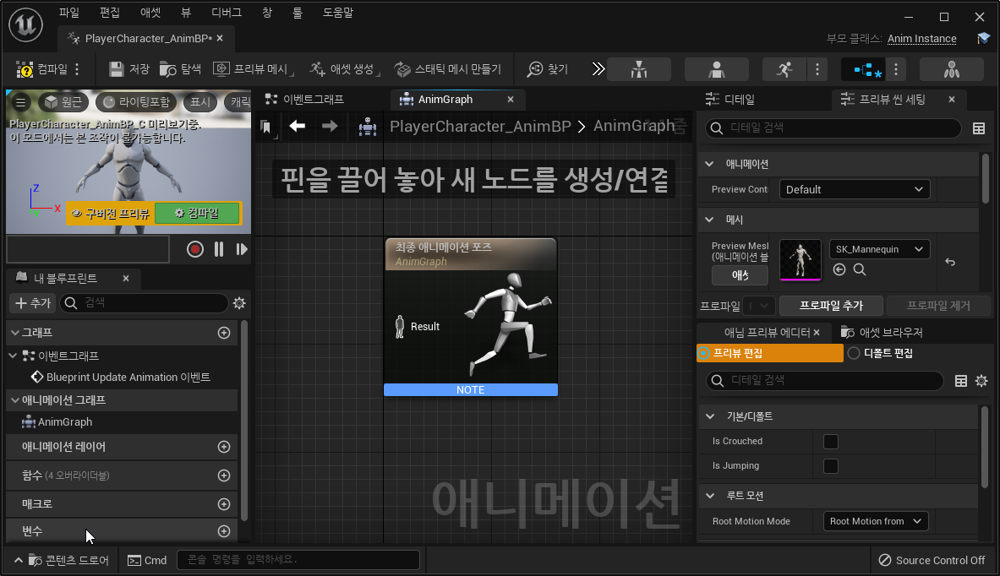 파일 편집 애셋 뷰 디버그 창 툴 도움말
PlayerCharacter_AnimBP*
부모 클래스: Anim Instance
컴파일 저장 탐색 프리뷰 메시 애셋 생성 스태틱 메시 만들기 찾기
원근 라이팅포함 표시 캐릭
PlayerCharacter_AnimBP_C 미리보기중.
이 모드에서는 본 조작이 불가능합니다.
Z
X
구버전 프리뷰 컴파일
내 블루프린트
추가 검색
그래프
이벤트그래프
Blueprint Update Animation 이벤트
애니메이션 그래프
AnimGraph
애니메이션 레이어
함수 (4 오버라이더블)
매크로
변수
이벤트그래프 AnimGraph
PlayerCharacter_AnimBP > AnimGraph
핀을 끌어 놓아 새 노드를 생성/연결
최종 애니메이션 포즈
AnimGraph
Result
NOTE
애니메이션
디테일 프리뷰 씬 세팅
디테일 검색
애니메이션
Preview Cont Default
메시
Preview Mesh
(애니메이션 블
애셋
SK_Mannequin
프로파일 프로파일 추가 프로파일 제거
애님 프리뷰 에디터 애셋 브라우저
프리뷰 편집 디폴트 편집
디테일 검색
기본/디폴트
Is Crouched
Is Jumping
루트 모션
Root Motion Mode Root Motion from
콘텐츠 드로어 Cmd 콘솔 명령을 입력하세요. Source Control Off